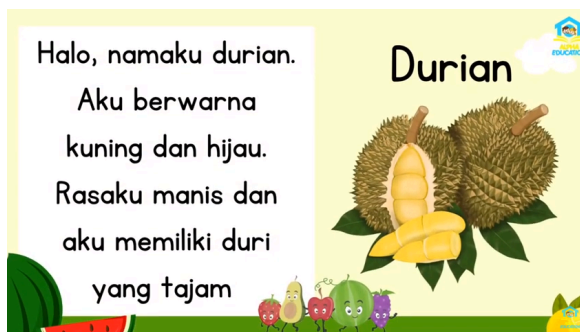 Halo, namaku durian.
Aku berwarna
kuning dan hijau.
Rasaku manis dan
aku memiliki duri
yang tajam
Durian